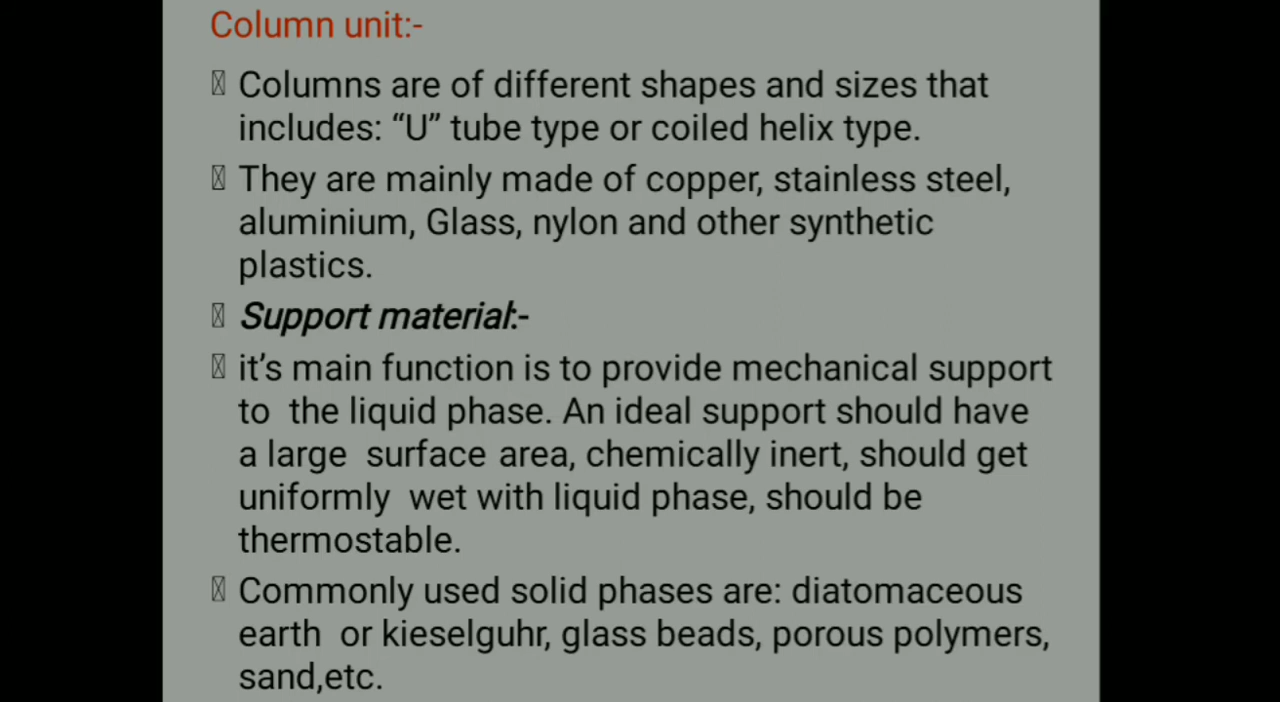 Column unit:-
Columns are of different shapes and sizes that
includes: “U” tube type or coiled helix type.
They are mainly made of copper, stainless steel,
aluminium, Glass, nylon and other synthetic
plastics.
Support material:-
it’s main function is to provide mechanical support
to the liquid phase. An ideal support should have
a large surface area, chemically inert, should get
uniformly wet with liquid phase, should be
thermostable.
Commonly used solid phases are: diatomaceous
earth or kieselguhr, glass beads, porous polymers,
sand,etc.